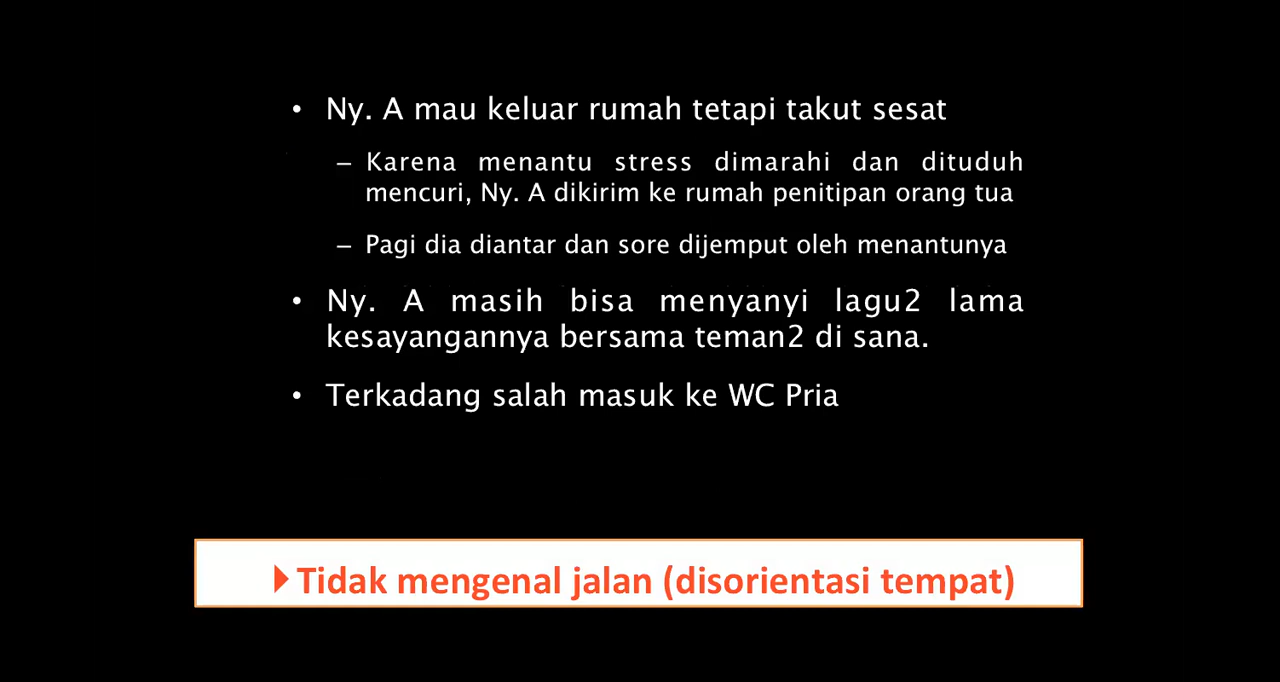 • Ny. A mau keluar rumah tetapi takut sesat
– Karena menantu stress dimarahi dan dituduh
mencuri, Ny. A dikirim ke rumah penitipan orang tua
– Pagi dia diantar dan sore dijemput oleh menantunya
• Ny. A masih bisa menyanyi lagu2 lama
kesayangannya bersama teman2 di sana.
• Terkadang salah masuk ke WC Pria
Tidak mengenal jalan (disorientasi tempat)